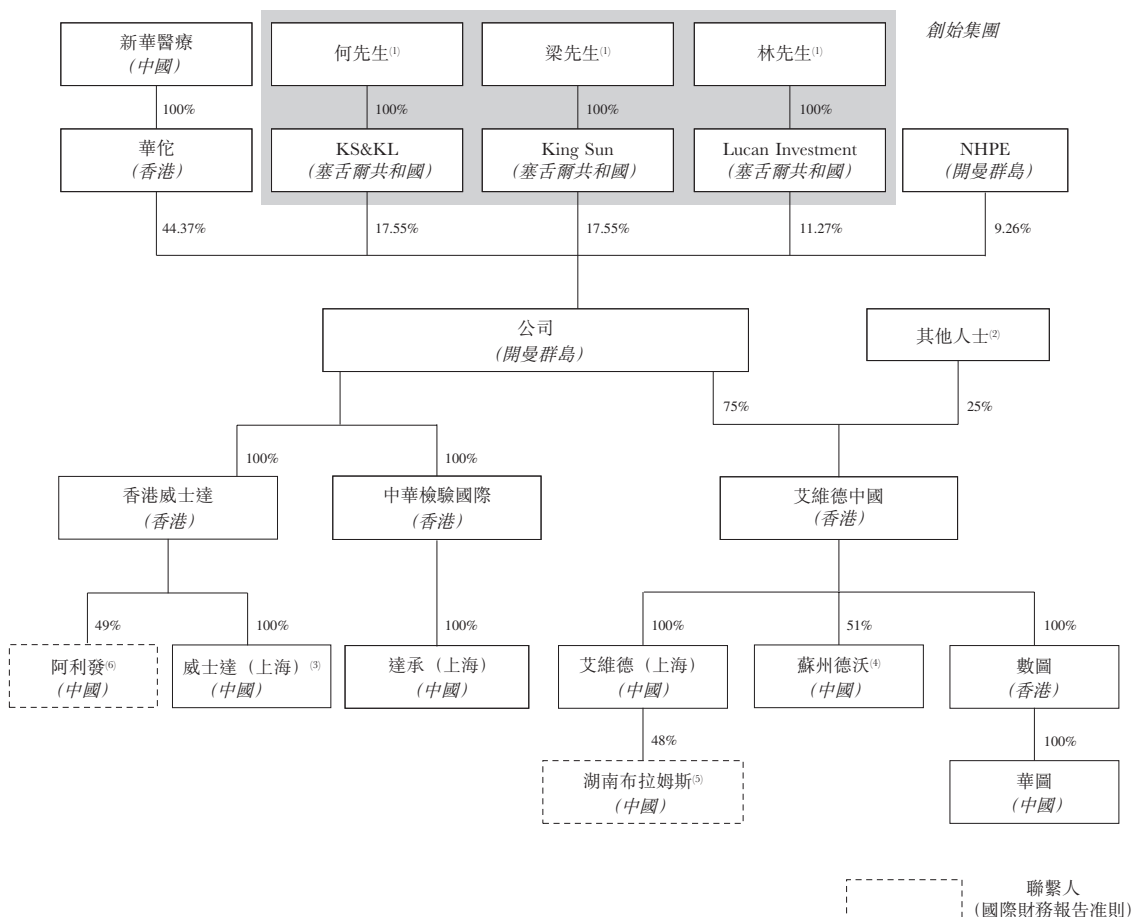 創始集團
新華醫療
(中國)
何先生(1)
梁先生(1)
林先生(1)
100%
100%
100%
100%
華佗
(香港)
KS&KL
(塞舌爾共和國)
King Sun
(塞舌爾共和國)
Lucan Investment
(塞舌爾共和國)
NHPE
(開曼群島)
44.37%
17.55%
17.55%
11.27%
9.26%
公司
(開曼群島)
其他人士(2)
75%
25%
100%
100%
香港威士達
(香港)
中華檢驗國際
(香港)
艾維德中國
(香港)
49%
100%
100%
100%
51%
100%
阿利發(6)
(中國)
威士達(上海)(3)
(中國)
達承(上海)
(中國)
艾維德(上海)
(中國)
蘇州德沃(4)
(中國)
數圖
(香港)
48%
100%
湖南布拉姆斯(5)
(中國)
華圖
(中國)
聯繫人
(國際財務報告准則)